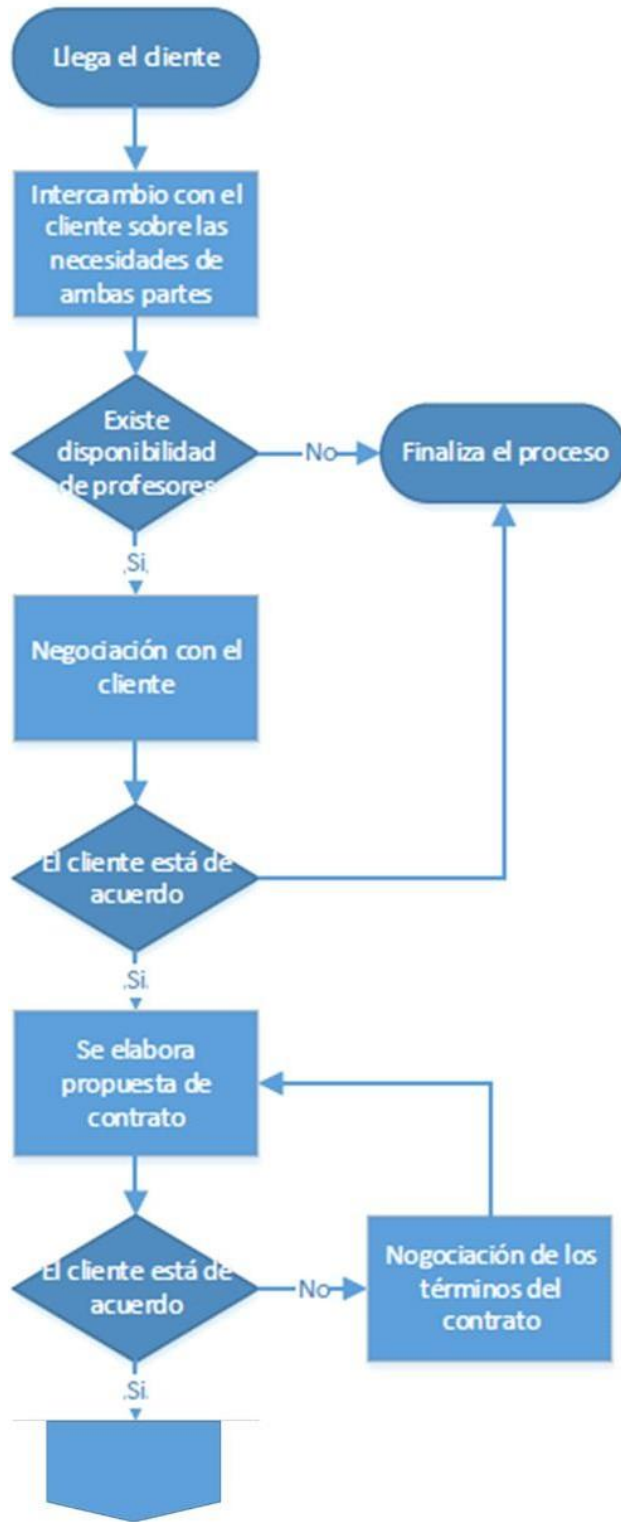 Llega el cliente
Intercambio con el
cliente sobre las
necesidades de
ambas partes
Existe
disponibilidad
de profesores
No
Finaliza el proceso
Si
Negociación con el
cliente
El cliente está de
acuerdo
Si
Se elabora
propuesta de
contrato
El cliente está de
acuerdo
No
Nogociación de los
términos del
contrato
Si